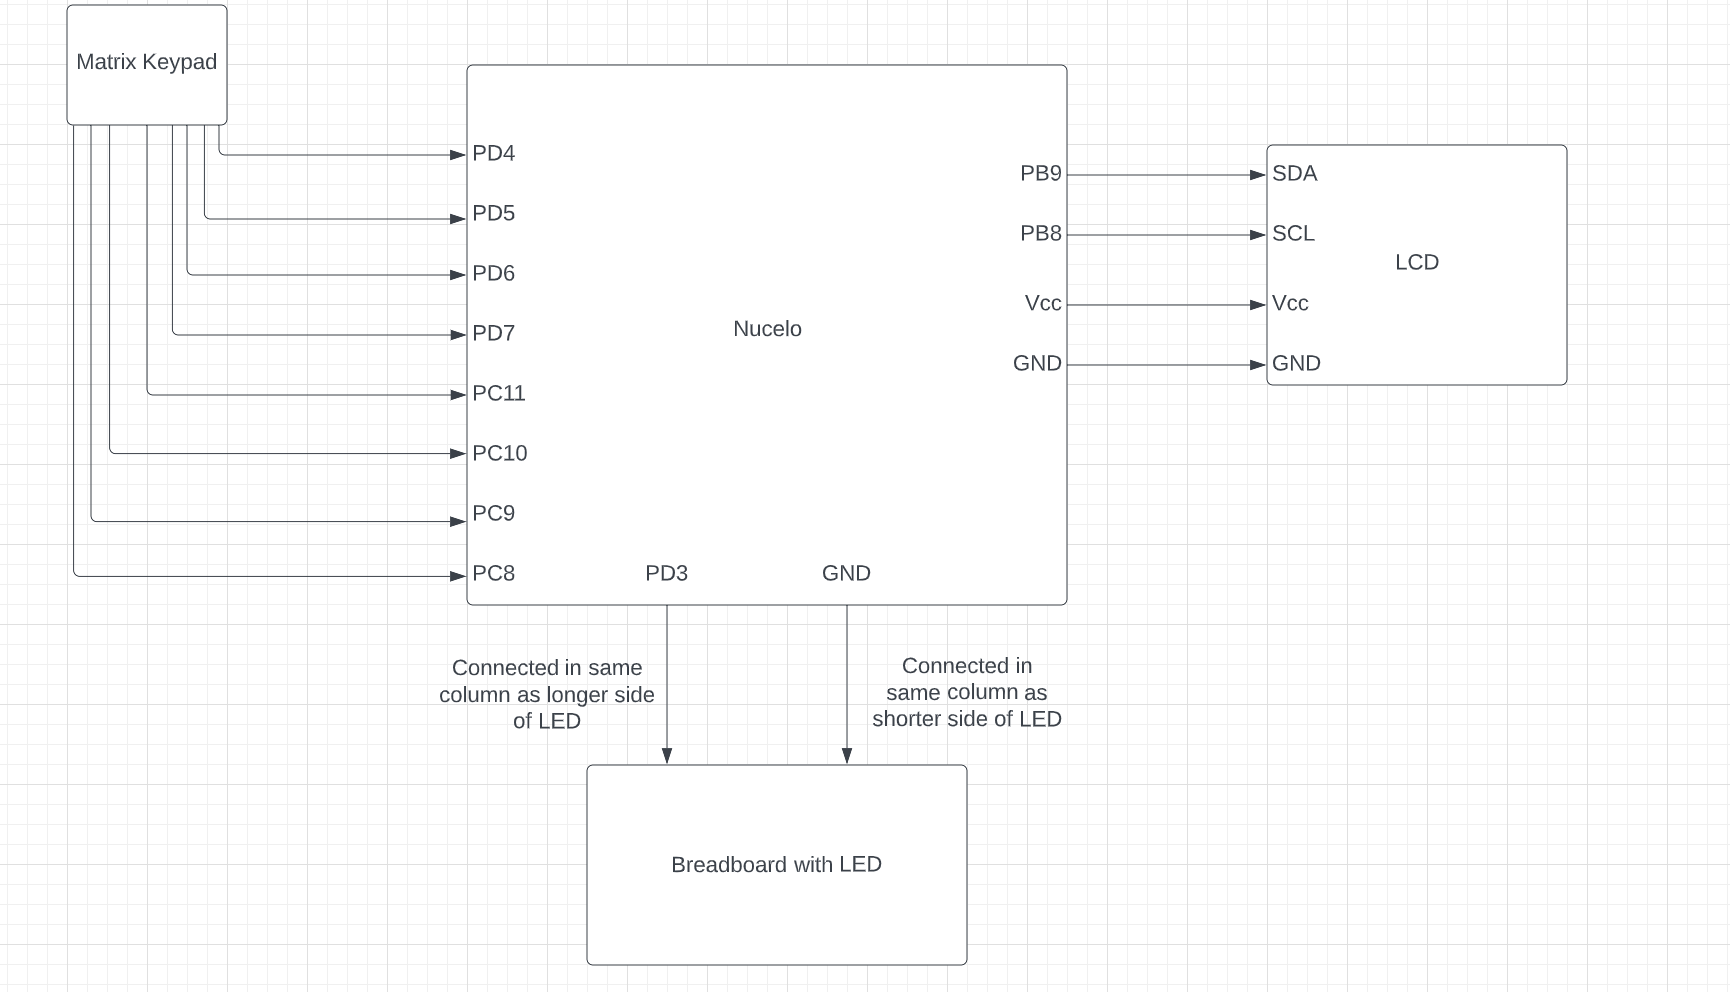 Matrix Keypad
PD4
PD5
PD6
PD7
PC11
PC10
PC9
PC8
Nucelo
PD3
GND
PB9
PB8
Vcc
GND
SDA
SCL
Vcc
GND
LCD
Connected in same
column as longer side
of LED
Connected in
same column as
shorter side of LED
Breadboard with LED